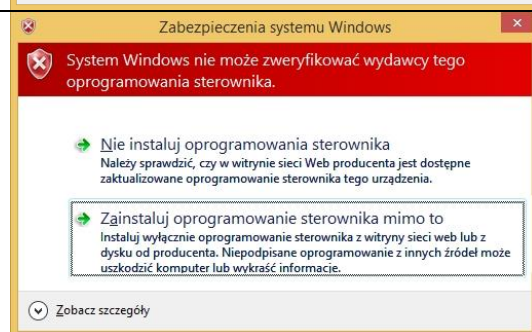 Zabezpieczenia systemu Windows
System Windows nie może zweryfikować wydawcy tego
oprogramowania sterownika.
Nie instaluj oprogramowania sterownika
Należy sprawdzić, czy w witrynie sieci Web producenta jest dostępne
zaktualizowane oprogramowanie sterownika tego urządzenia.
Zainstaluj oprogramowanie sterownika mimo to
Instaluj wyłącznie oprogramowanie sterownika z witryny sieci web lub z
dysku od producenta. Niepodpisane oprogramowanie z innych źródeł może
uszkodzić komputer lub wykraść informacje.
Zobacz szczegóły